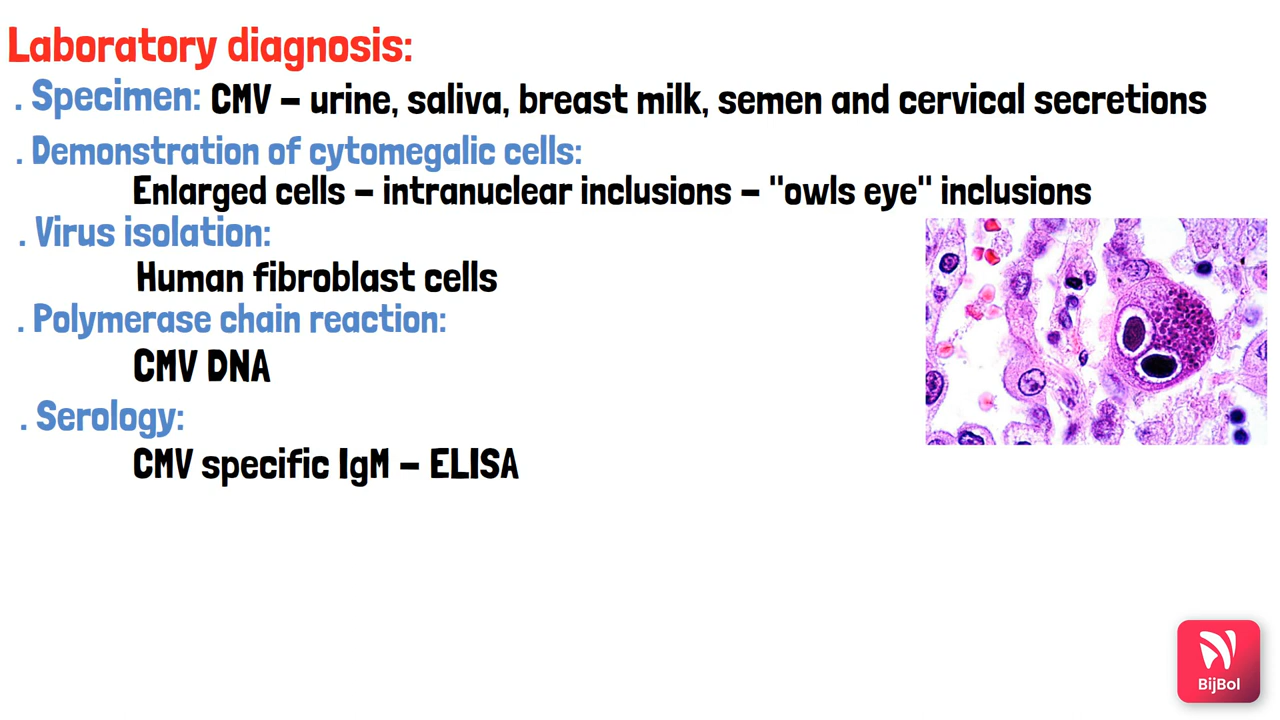 Laboratory diagnosis:
. Specimen: CMV – urine, saliva, breast milk, semen and cervical secretions
. Demonstration of cytomegalic cells:
Enlarged cells – intranuclear inclusions – "owls eye" inclusions
. Virus isolation:
Human fibroblast cells
. Polymerase chain reaction:
CMV DNA
. Serology:
CMV specific IgM – ELISA
BijBol